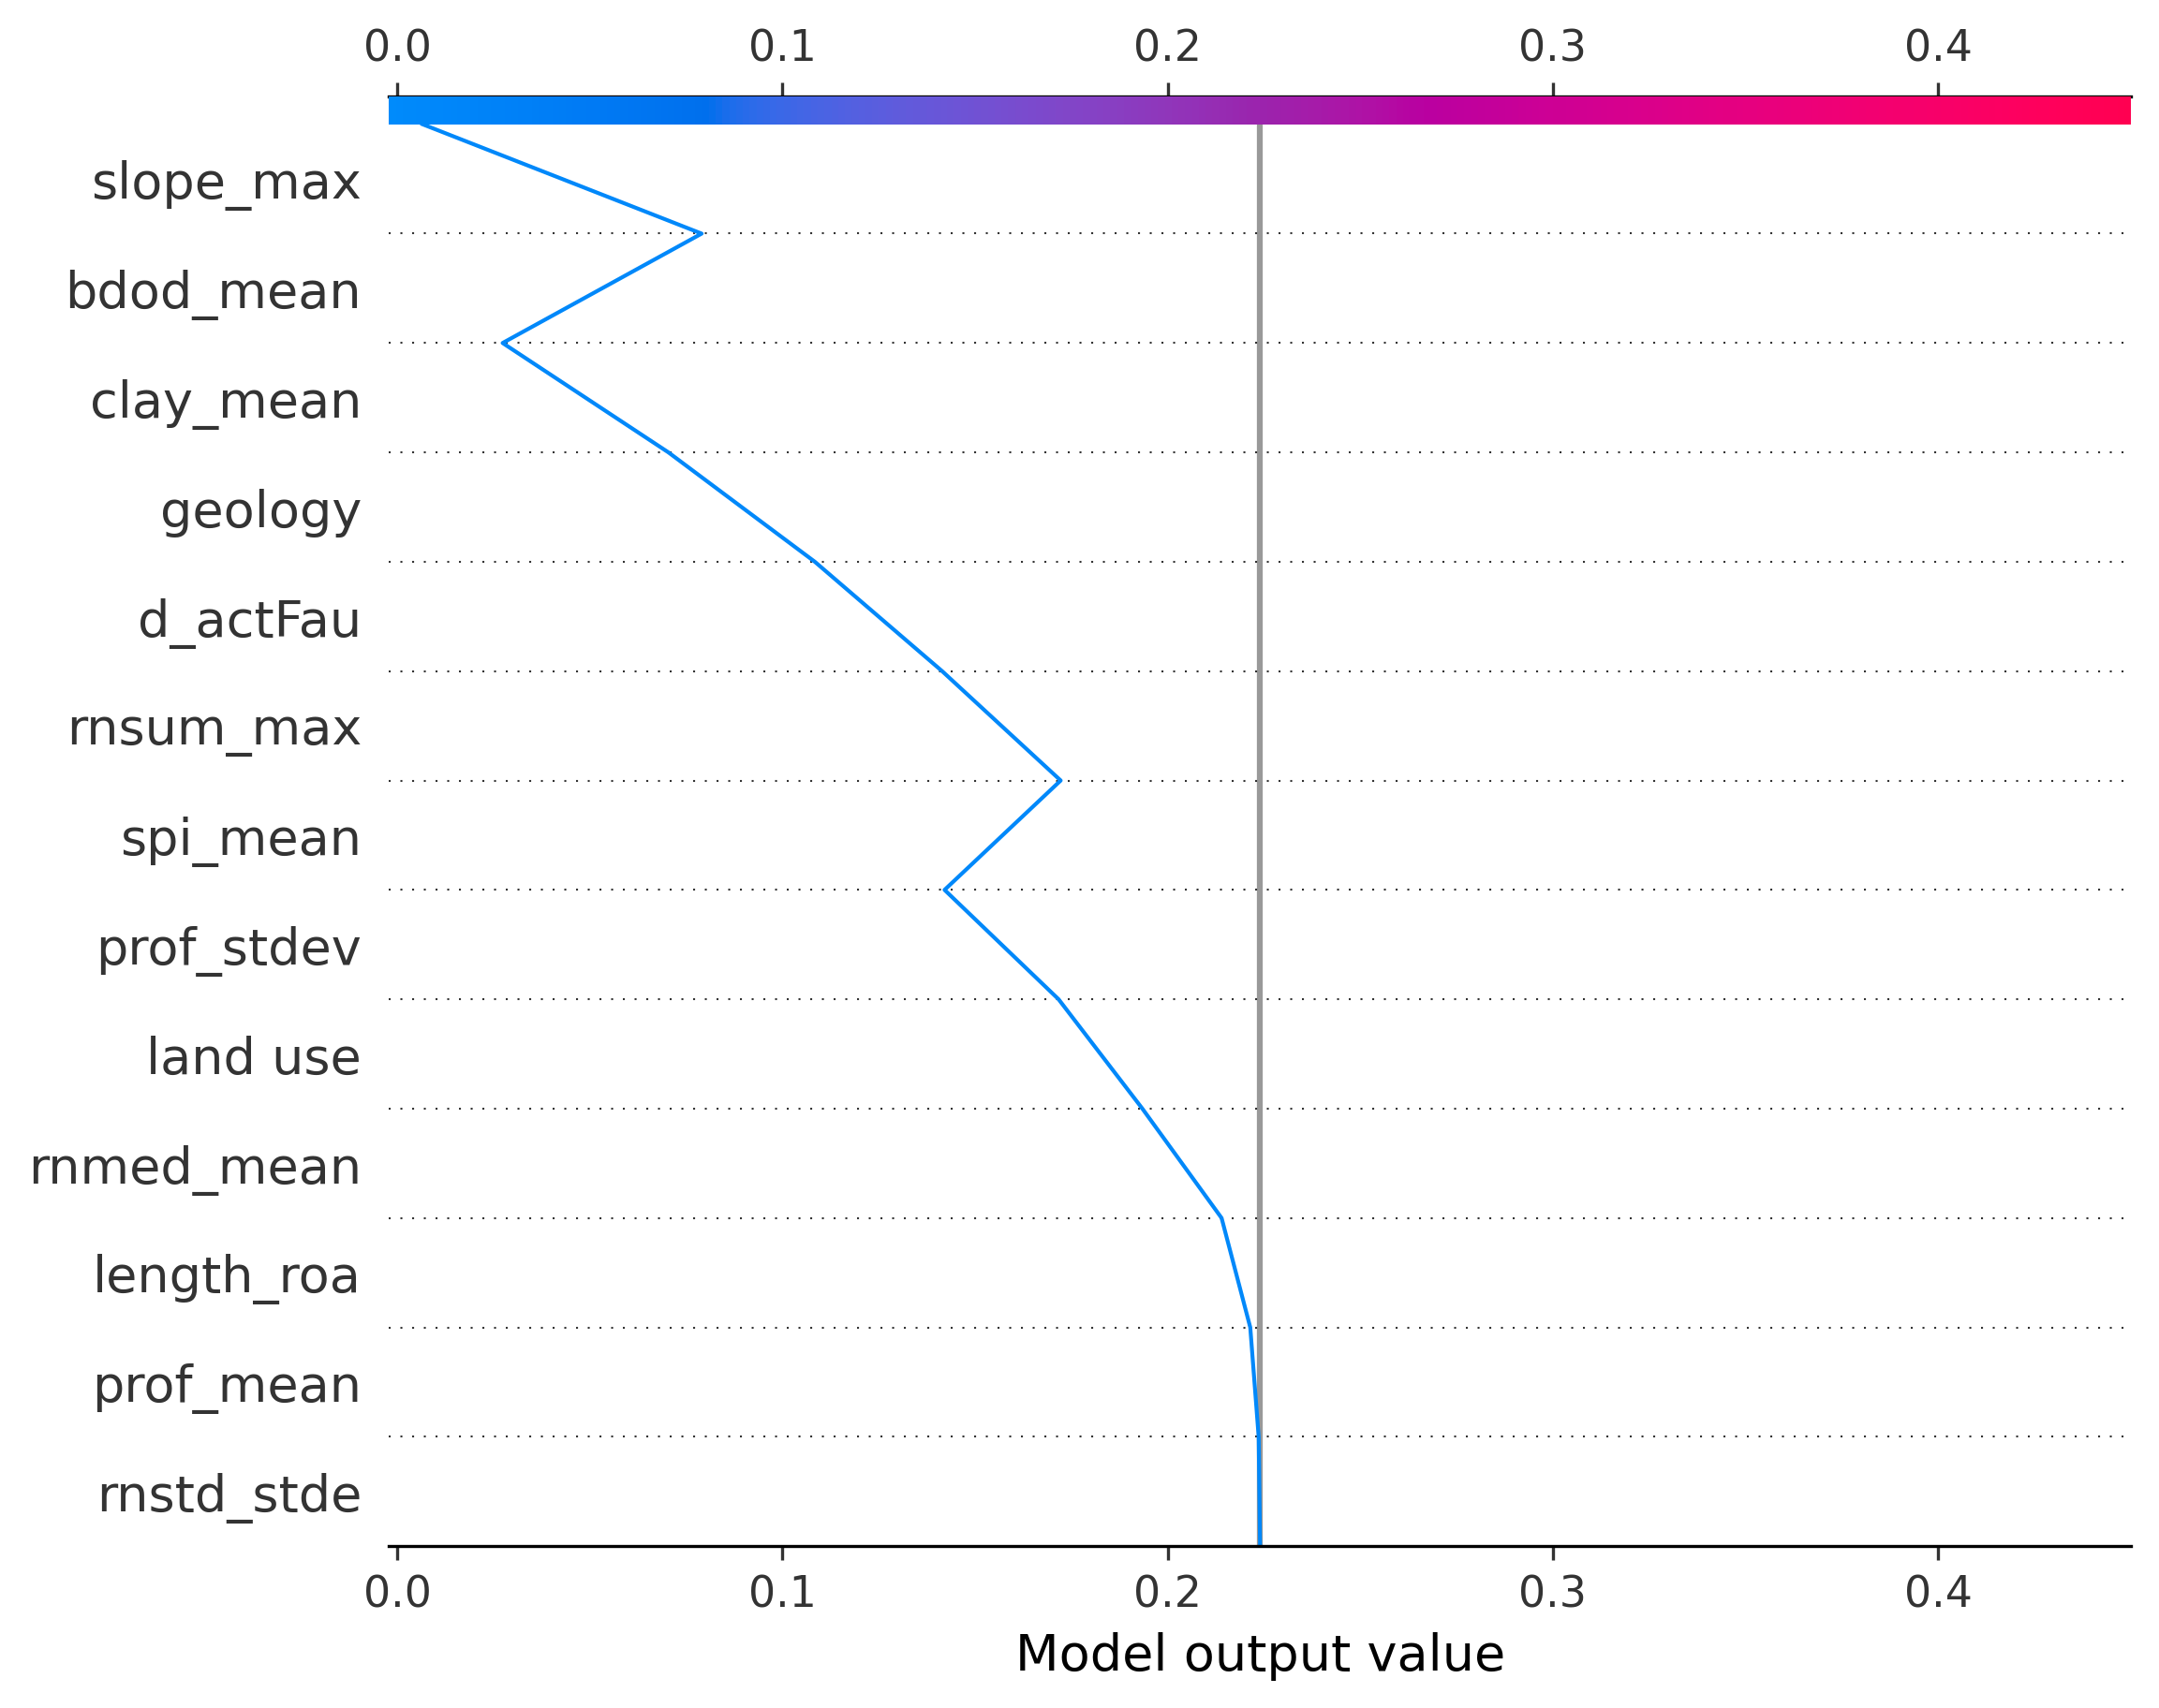 0.0 0.1 0.2 0.3 0.4
slope_max
bdod_mean
clay_mean
geology
d_actFau
rnsum_max
spi_mean
prof_stdev
land use
rnmed_mean
length_roa
prof_mean
rnstd_stde
0.0 0.1 0.2 0.3 0.4
Model output value